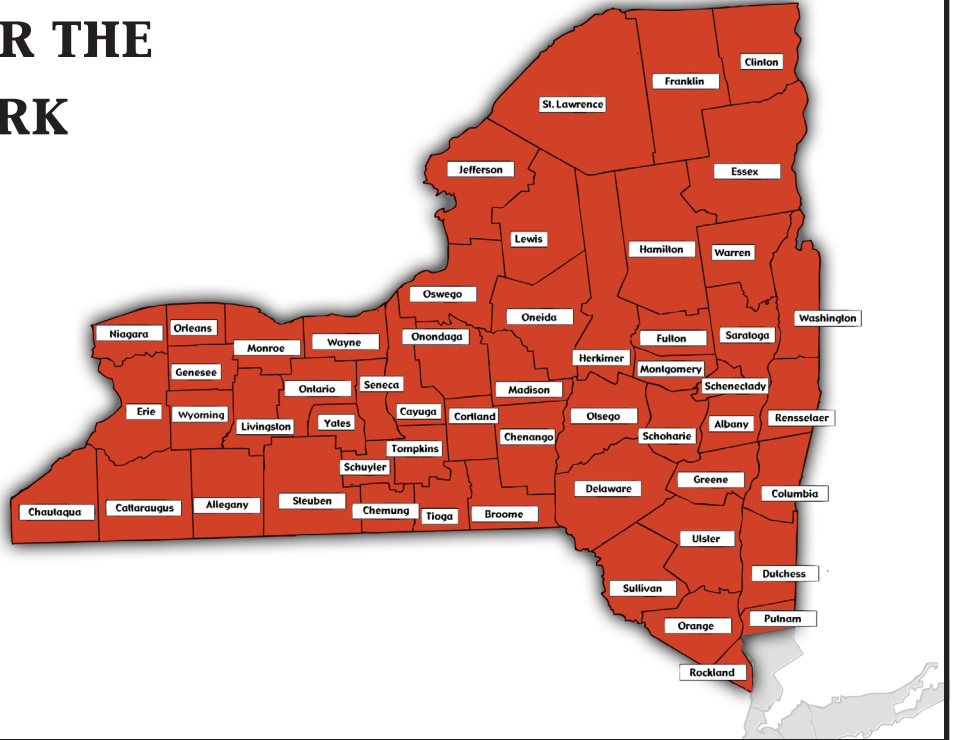 R THE
RK
Clinton
Franklin
St. Lawrence
Jefferson
Essex
Lewis
Hamilton
Warren
Oswego
Oneida
Washington
Niagara
Orleans
Monroe
Wayne
Onondaga
Fulton
Saratoga
Herkimer
Montgomery
Genesee
Ontario
Seneca
Madison
Schenectady
Erie
Wyoming
Livingston
Yates
Cayuga
Cortland
Otsego
Albany
Rensselaer
Chenango
Schoharie
Tompkins
Schuyler
Greene
Delaware
Columbia
Chautauqua
Cattaraugus
Allegany
Steuben
Chemung
Tioga
Broome
Ulster
Dutchess
Sullivan
Putnam
Orange
Rockland